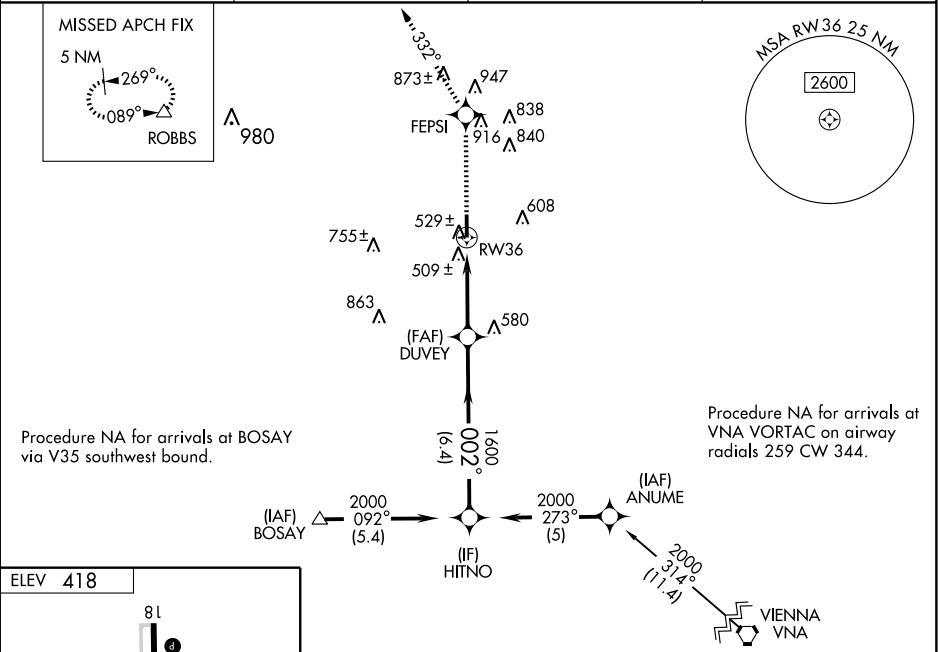 MISSED APCH FIX
5 NM
269°
089°
ROBBS
980
332°
873±
947
FEPSI
838
916
840
MSA RW36 25 NM
2600
608
529±
755±
RW36
509±
863
580
(FAF)
DUVEY
Procedure NA for arrivals at BOSAY
via V35 southwest bound.
1600
002°
(6.4)
Procedure NA for arrivals at
VNA VORTAC on airway
radials 259 CW 344.
(IAF)
BOSAY
2000
092°
(5.4)
(IF)
HITNO
2000
273°
(5)
(IAF)
ANUME
2000
314°
(11.4)
VIENNA
VNA
ELEV 418
18
P